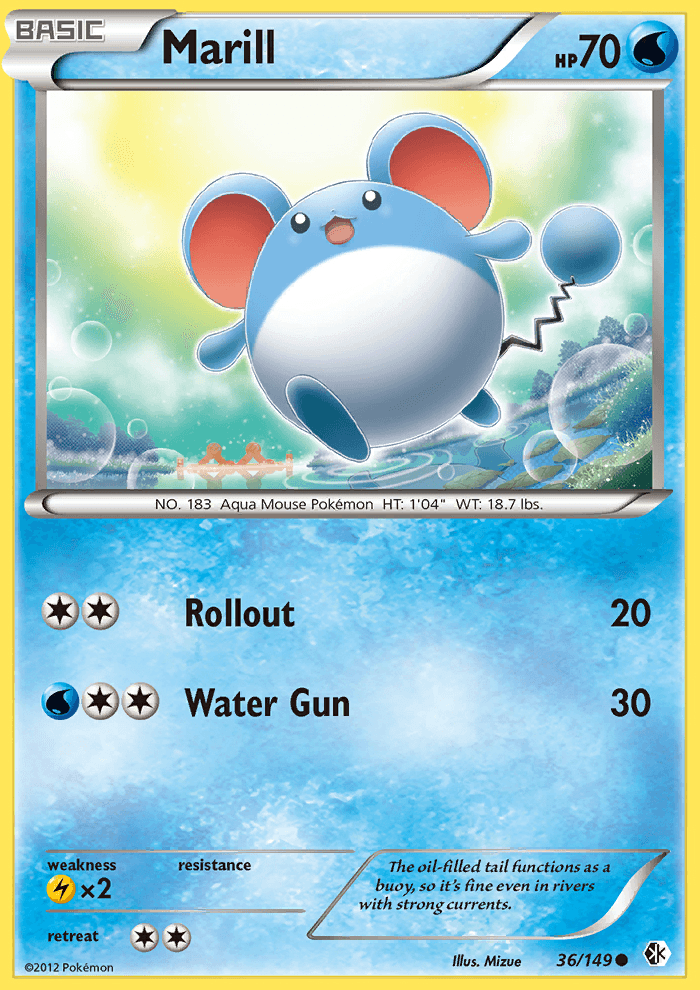 BASIC
Marill
HP70
NO. 183 Aqua Mouse Pokémon HT: 1'04" WT: 18.7 lbs.
Rollout 20
Water Gun 30
weakness resistance
×2
The oil-filled tail functions as a
buoy, so it's fine even in rivers
with strong currents.
retreat
Illus. Mizue 36/149
©2012 Pokémon